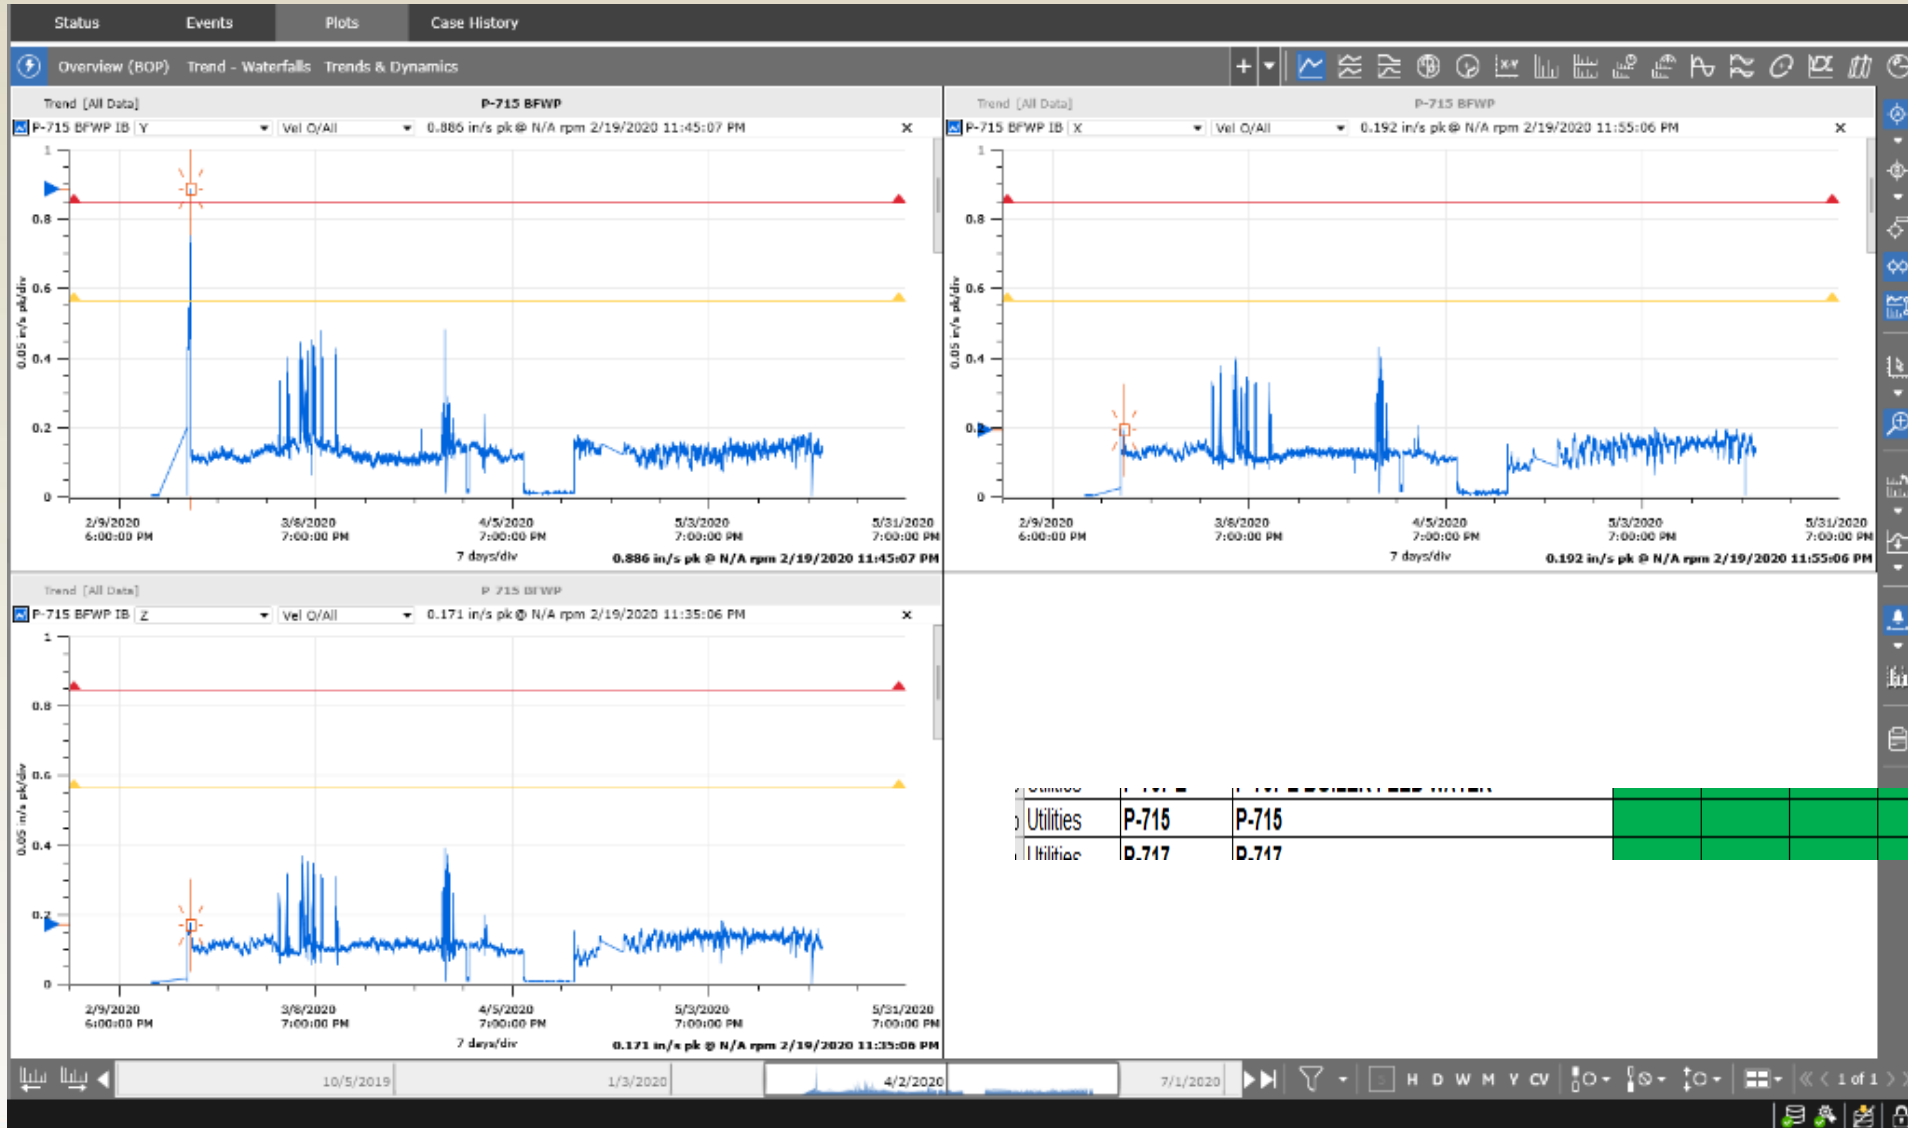 Status Events Plots Case History
Overview (BOP) Trend - Waterfalls Trends & Dynamics
Trend [All Data] P-715 BFWP
P-715 BFWP IB Y Vel O/All 0.886 in/s pk@ N/A rpm 2/19/2020 11:45:07 PM
1
0.8
0.6
0.4
0.2
0
0.05 in/s pk/div
2/9/2020 3/8/2020 4/5/2020 5/3/2020 5/31/2020
6:00:00 PM 7:00:00 PM 7:00:00 PM 7:00:00 PM 7:00:00 PM
7 days/div 0.886 in/s pk @ N/A rpm 2/19/2020 11:45:07 PM
Trend [All Data] P-715 BFWP
P-715 BFWP IB X Vel O/All 0.192 in/s pk@ N/A rpm 2/19/2020 11:55:06 PM
1
0.8
0.6
0.4
0.2
0
0.05 in/s pk/div
2/9/2020 3/8/2020 4/5/2020 5/3/2020 5/31/2020
6:00:00 PM 7:00:00 PM 7:00:00 PM 7:00:00 PM 7:00:00 PM
7 days/div 0.192 in/s pk @ N/A rpm 2/19/2020 11:55:06 PM
Trend [All Data] P 715 BFWP
P-715 BFWP IB Z Vel O/All 0.171 in/s pk@ N/A rpm 2/19/2020 11:35:06 PM
1
0.8
0.6
0.4
0.2
0
0.05 in/s pk/div
2/9/2020 3/8/2020 4/5/2020 5/3/2020 5/31/2020
6:00:00 PM 7:00:00 PM 7:00:00 PM 7:00:00 PM 7:00:00 PM
7 days/div 0.171 in/s pk @ N/A rpm 2/19/2020 11:35:06 PM
Utilities P-715 P-715
Utilities P-717 P-717
10/5/2019 1/3/2020 4/2/2020 7/1/2020 H D W M Y CV 1 of 1